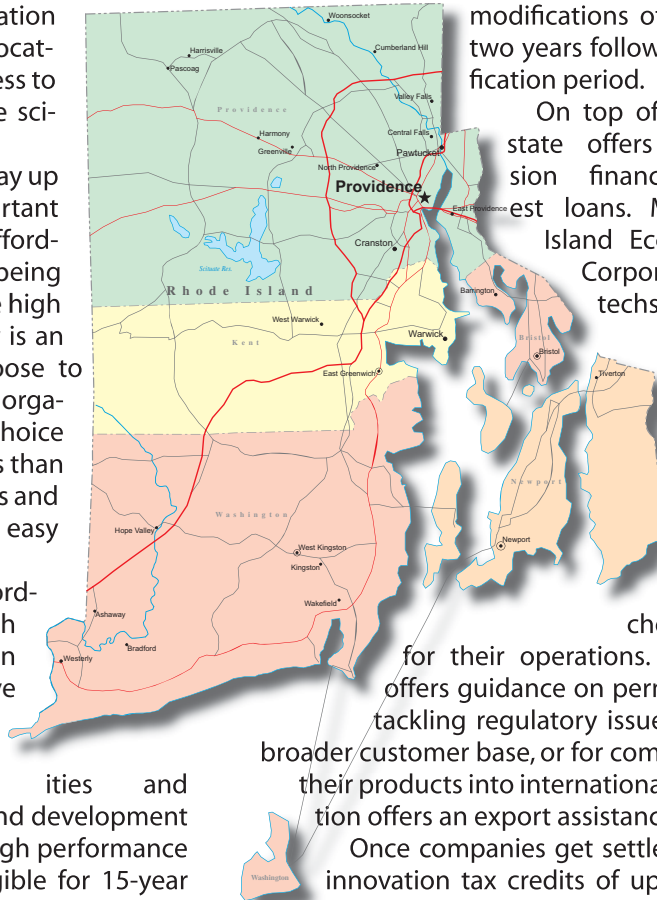 ation
ocat-
ess to
e sci-
ay up
ortant
fford-
being
e high
r is an
oose to
orga-
choice
s than
s and
easy
ord-
h
n
ve
ities and
nd development
gh performance
gible for 15-year
Woonsocket
Harrisville
Cumberland Hill
Pascoag
Valley Falls
Providence
Harmony
Central Falls
Greenville
Pawtucket
North Providence
Providence
East Providence
Cranston
Scituate Res.
Rhode Island
Barrington
West Warwick
Warwick
Bristol
Kent
Bristol
East Greenwich
Tiverton
Newport
Washington
Hope Valley
Newport
West Kingston
Kingston
Wakefield
Ashaway
Bradford
Westerly
Washington
modifications of
two years follow
fication period.
On top of
state offers
sion financ
est loans. M
Island Eco
Corpor
techs
cho
for their operations.
offers guidance on perm
tackling regulatory issue
broader customer base, or for com
their products into internationa
tion offers an export assistanc
Once companies get settle
innovation tax credits of up